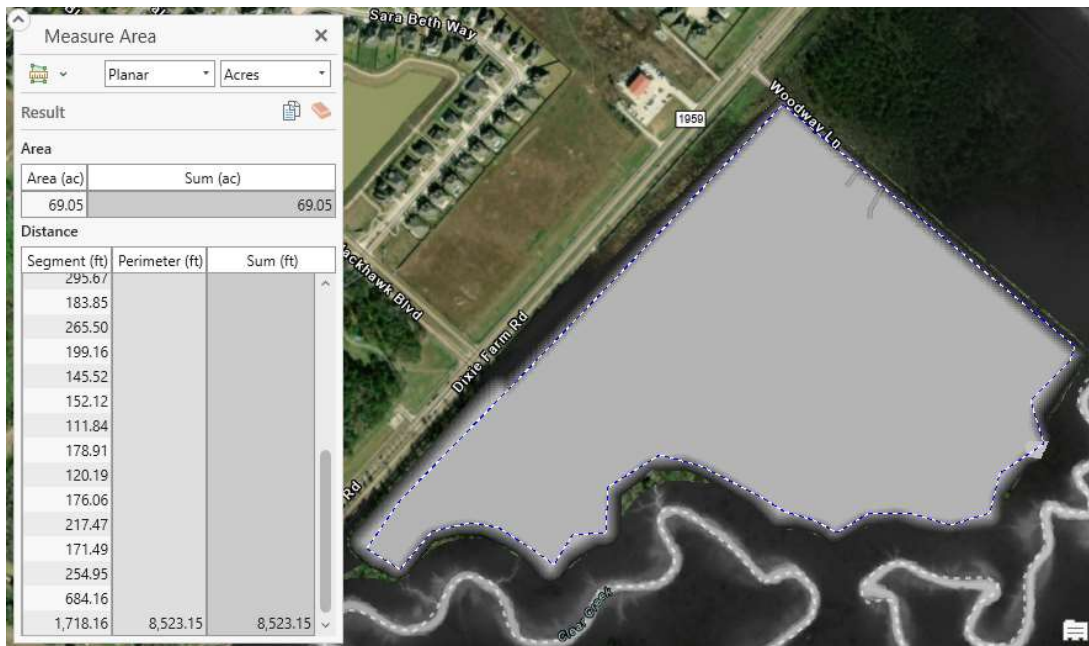 Measure Area
Planar
Acres
Result
Area
Area (ac) Sum (ac)
69.05 69.05
Distance
Segment (ft) Perimeter (ft) Sum (ft)
295.67
183.85
265.50
199.16
145.52
152.12
111.84
178.91
120.19
176.06
217.47
171.49
254.95
684.16
1,718.16 8,523.15 8,523.15
Sara Beth Way
1959
Woodway Ln
lackhawk Blvd
Dixie Farm Rd
Rd
Clear Creek